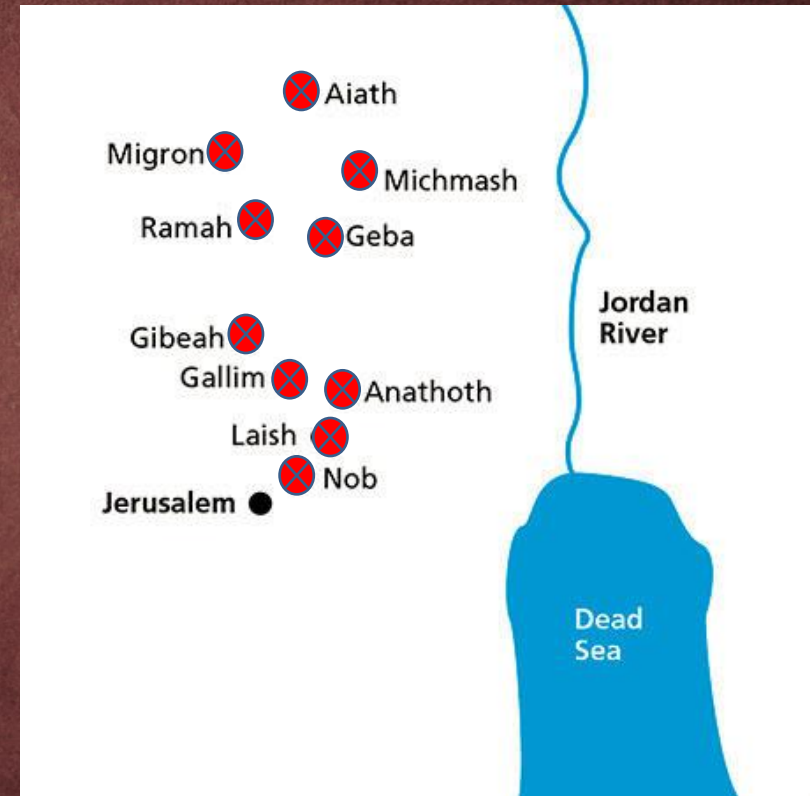 Aiath
Migron
Michmash
Ramah
Geba
Jordan
River
Gibeah
Gallim
Anathoth
Laish
Nob
Jerusalem
Dead
Sea